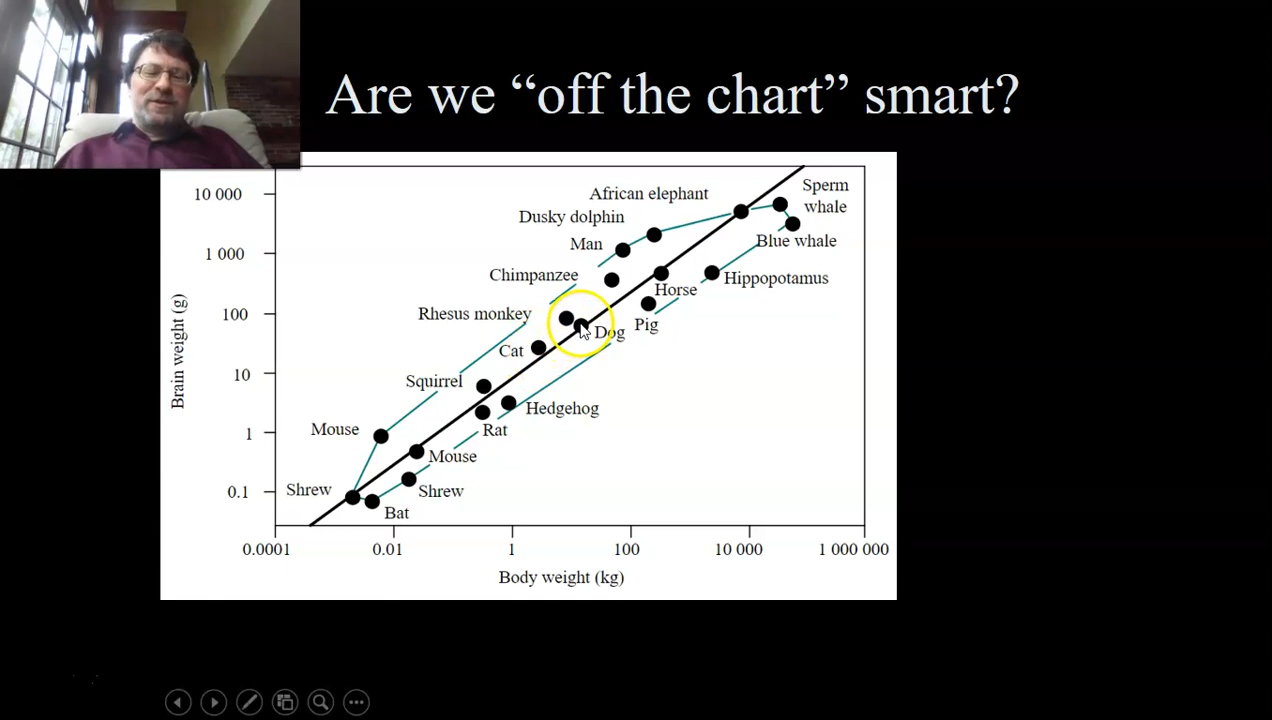 Are we “off the chart” smart?
10 000
1 000
100
10
1
0.1
Brain weight (g)
African elephant
Sperm
whale
Dusky dolphin
Man
Blue whale
Chimpanzee
Hippopotamus
Horse
Rhesus monkey
Pig
Dog
Cat
Squirrel
Hedgehog
Mouse
Rat
Mouse
Shrew
Shrew
Bat
0.0001
0.01
1
100
10 000
1 000 000
Body weight (kg)